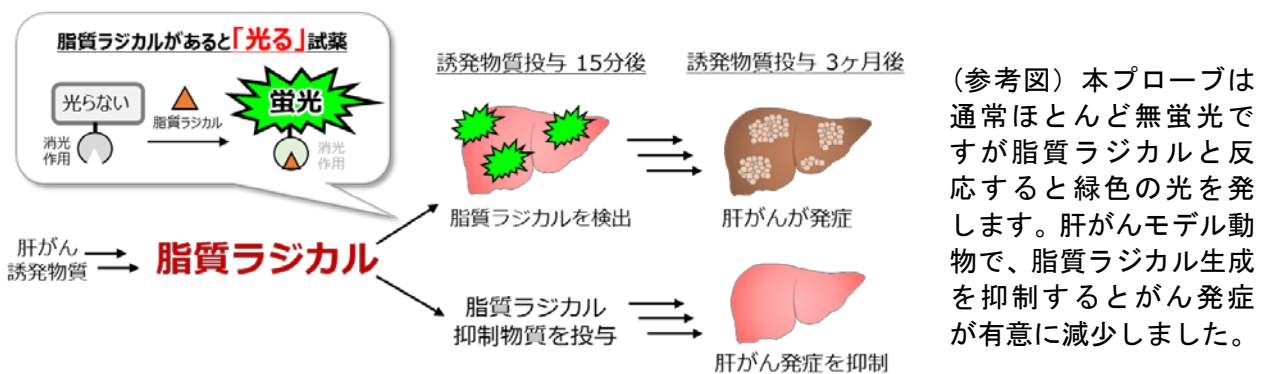 脂質ラジカルがあると「光る」試薬
光らない
消光
作用
脂質ラジカル
蛍光
消光
作用
誘発物質投与 15分後
誘発物質投与 3ヶ月後
脂質ラジカルを検出
肝がんが発症
肝がん
誘発物質
脂質ラジカル
脂質ラジカル
抑制物質を投与
肝がん発症を抑制
(参考図) 本プローブは
通常ほとんど無蛍光で
すが脂質ラジカルと反
応すると緑色の光を発
します。肝がんモデル動
物で、脂質ラジカル生成
を抑制するとがん発症
が有意に減少しました。